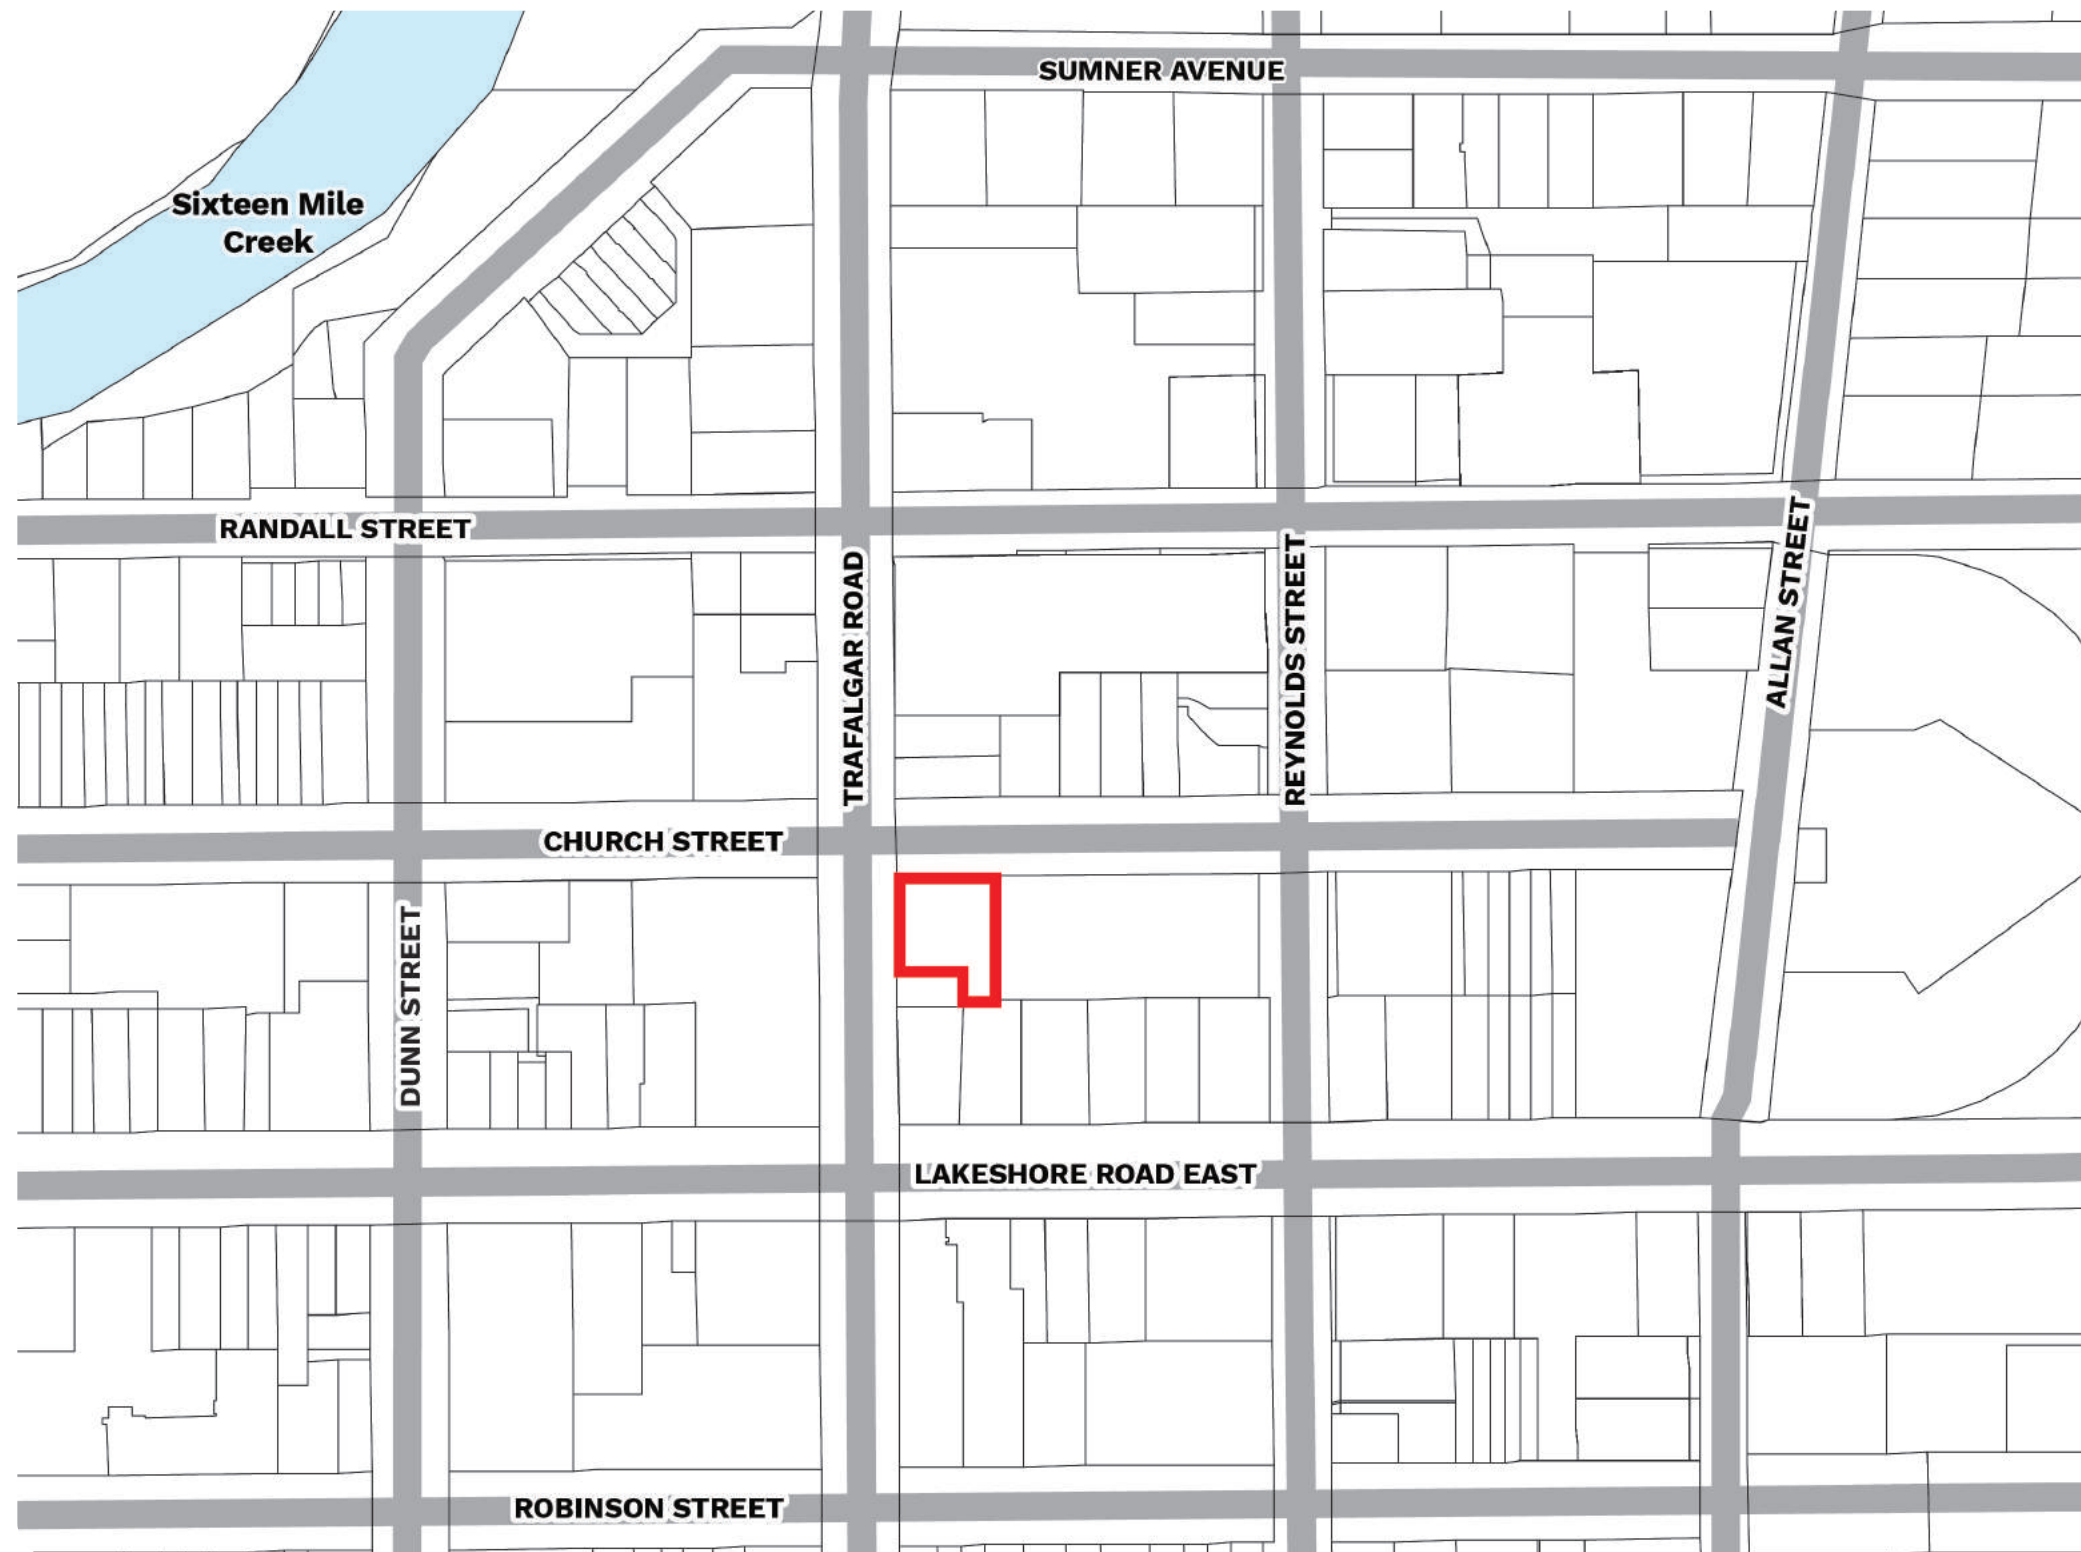 SUMNER AVENUE
Sixteen Mile
Creek
RANDALL STREET
TRAFALGAR ROAD
REYNOLDS STREET
ALLAN STREET
CHURCH STREET
DUNN STREET
LAKESHORE ROAD EAST
ROBINSON STREET